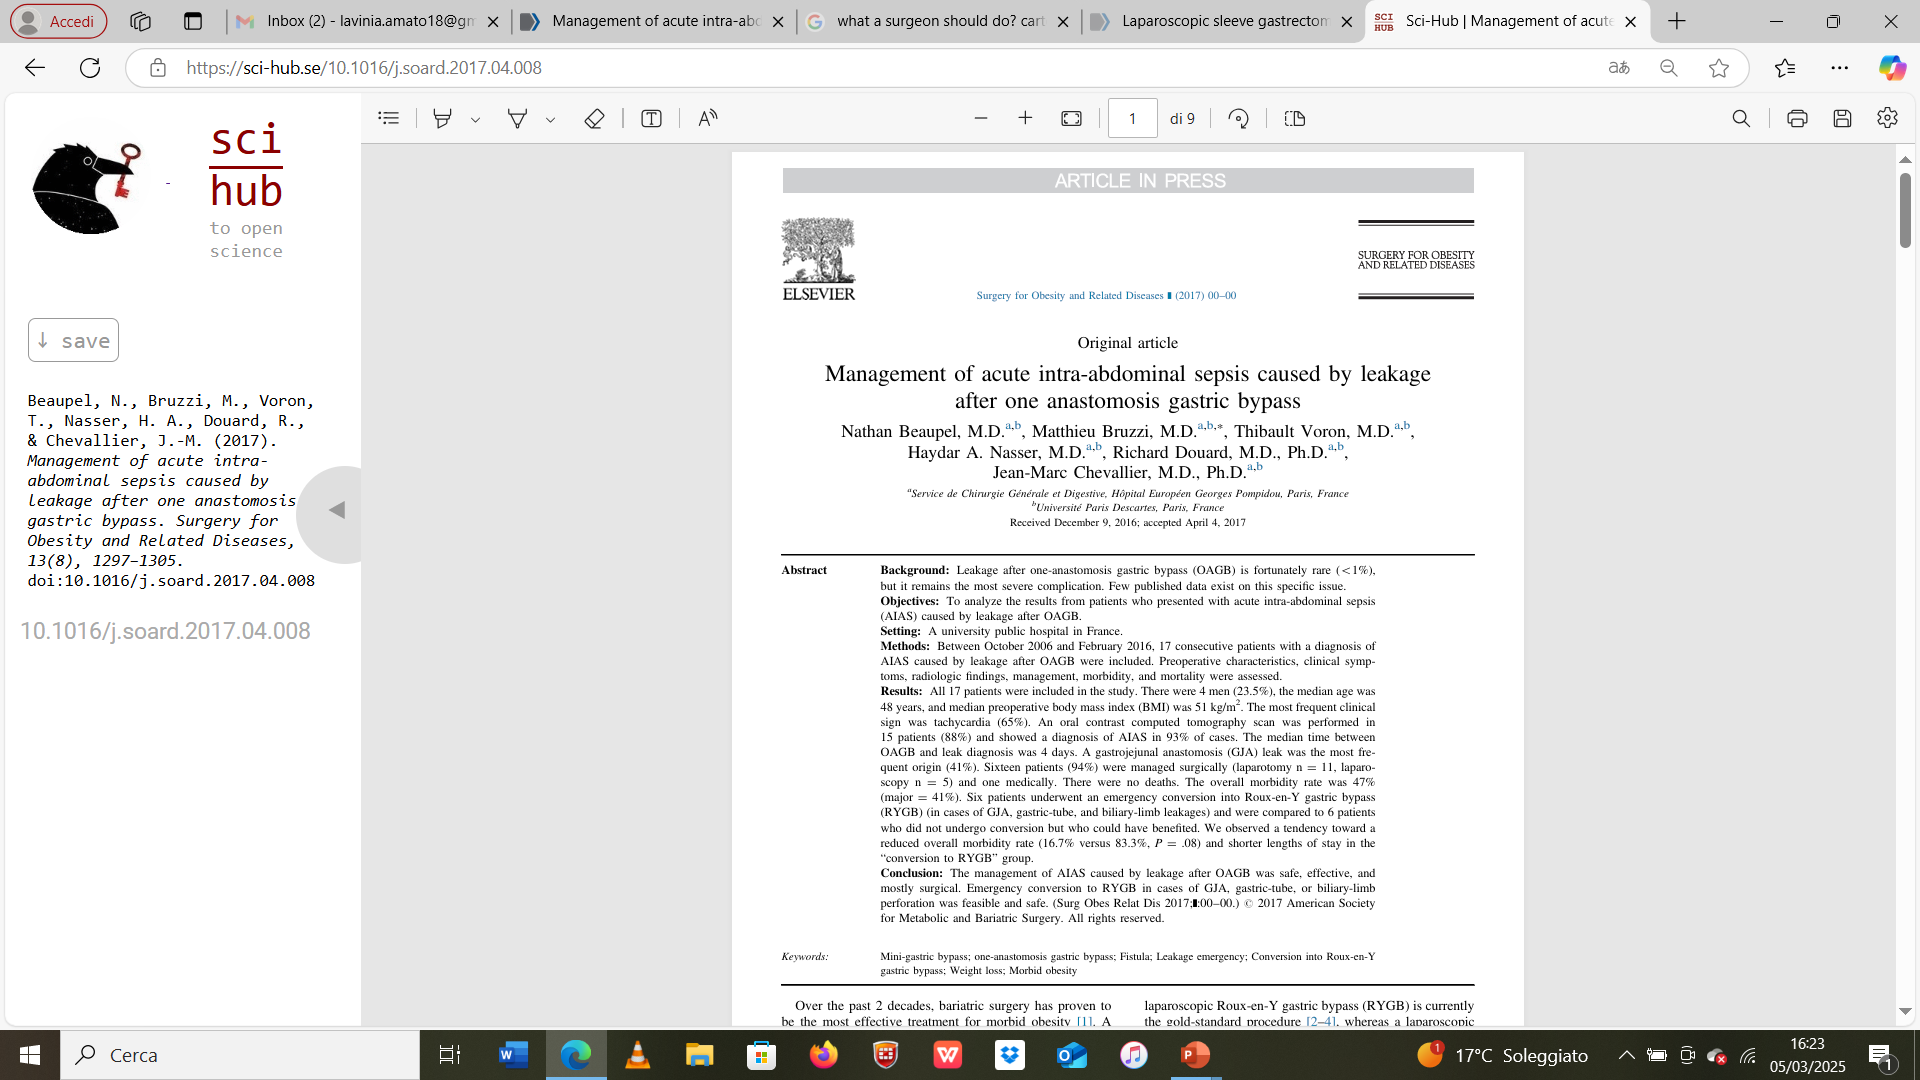 Accedi
Inbox (2) - lavinia.amato18@gm
Management of acute intra-abd
what a surgeon should do? cart
Laparoscopic sleeve gastrectom
Sci-Hub | Management of acute
https://sci-hub.se/10.1016/j.soard.2017.04.008
1 di 9
sci
hub
to open
science
↓ save
Beaupel, N., Bruzzi, M., Voron,
T., Nasser, H. A., Douard, R.,
& Chevallier, J.-M. (2017).
Management of acute intra-
abdominal sepsis caused by
leakage after one anastomosis
gastric bypass. Surgery for
Obesity and Related Diseases,
13(8), 1297–1305.
doi:10.1016/j.soard.2017.04.008
10.1016/j.soard.2017.04.008
ARTICLE IN PRESS
ELSEVIER
SURGERY FOR OBESITY
AND RELATED DISEASES
Surgery for Obesity and Related Diseases ▮ (2017) 00–00
Original article
Management of acute intra-abdominal sepsis caused by leakage
after one anastomosis gastric bypass
Nathan Beaupel, M.D.a,b, Matthieu Bruzzi, M.D.a,b,*, Thibault Voron, M.D.a,b,
Haydar A. Nasser, M.D.a,b, Richard Douard, M.D., Ph.D.a,b,
Jean-Marc Chevallier, M.D., Ph.D.a,b
aService de Chirurgie Générale et Digestive, Hôpital Européen Georges Pompidou, Paris, France
bUniversité Paris Descartes, Paris, France
Received December 9, 2016; accepted April 4, 2017
Abstract
Background: Leakage after one-anastomosis gastric bypass (OAGB) is fortunately rare (<1%),
but it remains the most severe complication. Few published data exist on this specific issue.
Objectives: To analyze the results from patients who presented with acute intra-abdominal sepsis
(AIAS) caused by leakage after OAGB.
Setting: A university public hospital in France.
Methods: Between October 2006 and February 2016, 17 consecutive patients with a diagnosis of
AIAS caused by leakage after OAGB were included. Preoperative characteristics, clinical symp-
toms, radiologic findings, management, morbidity, and mortality were assessed.
Results: All 17 patients were included in the study. There were 4 men (23.5%), the median age was
48 years, and median preoperative body mass index (BMI) was 51 kg/m2. The most frequent clinical
sign was tachycardia (65%). An oral contrast computed tomography scan was performed in
15 patients (88%) and showed a diagnosis of AIAS in 93% of cases. The median time between
OAGB and leak diagnosis was 4 days. A gastrojejunal anastomosis (GJA) leak was the most fre-
quent origin (41%). Sixteen patients (94%) were managed surgically (laparotomy n = 11, laparo-
scopy n = 5) and one medically. There were no deaths. The overall morbidity rate was 47%
(major = 41%). Six patients underwent an emergency conversion into Roux-en-Y gastric bypass
(RYGB) (in cases of GJA, gastric-tube, and biliary-limb leakages) and were compared to 6 patients
who did not undergo conversion but who could have benefited. We observed a tendency toward a
reduced overall morbidity rate (16.7% versus 83.3%, P = .08) and shorter lengths of stay in the
“conversion to RYGB” group.
Conclusion: The management of AIAS caused by leakage after OAGB was safe, effective, and
mostly surgical. Emergency conversion to RYGB in cases of GJA, gastric-tube, or biliary-limb
perforation was feasible and safe. (Surg Obes Relat Dis 2017;▮:00–00.) © 2017 American Society
for Metabolic and Bariatric Surgery. All rights reserved.
Keywords:
Mini-gastric bypass; one-anastomosis gastric bypass; Fistula; Leakage emergency; Conversion into Roux-en-Y
gastric bypass; Weight loss; Morbid obesity
Over the past 2 decades, bariatric surgery has proven to
be the most effective treatment for morbid obesity [1]. A
laparoscopic Roux-en-Y gastric bypass (RYGB) is currently
the gold-standard procedure [2–4], whereas a laparoscopic
Cerca
17°C Soleggiato
16:23
05/03/2025